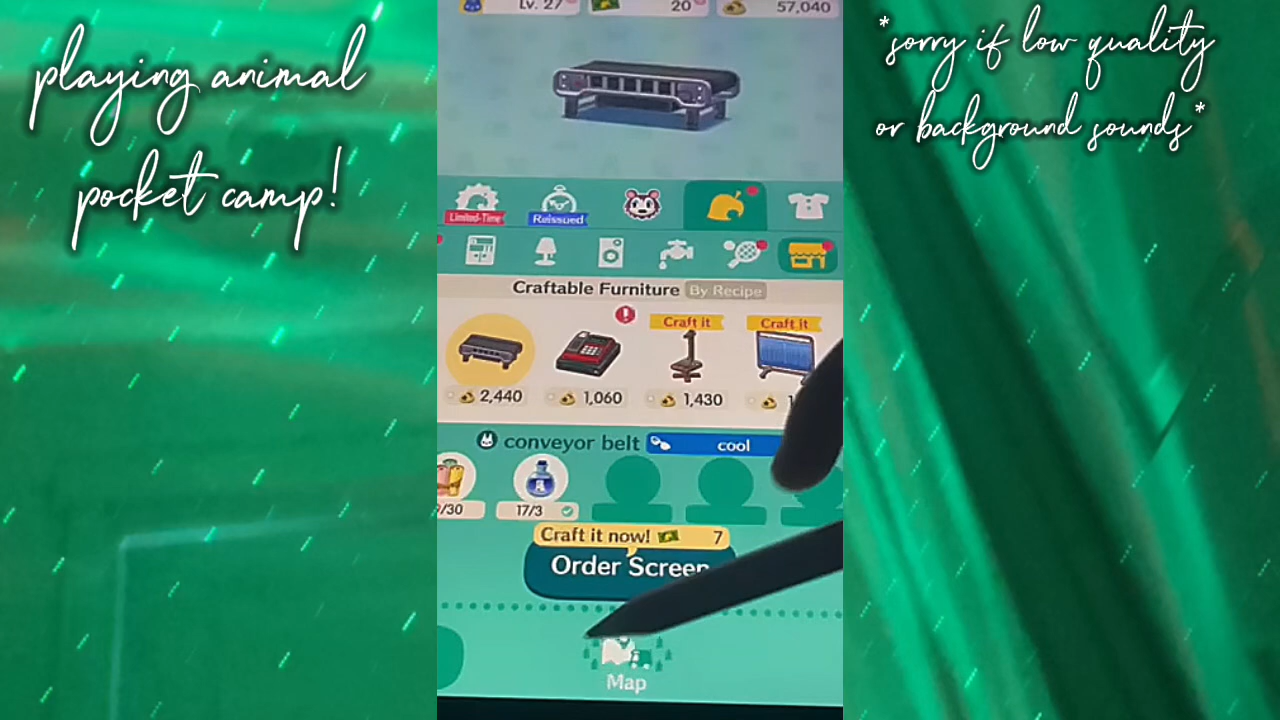 playing animal
pocket camp!
*sorry if low quality
or background sounds*
Lv. 27
20
57,040
Limited-Time
Reissued
Craftable Furniture By Recipe
Craft it
Craft it
2,440
1,060
1,430
conveyor belt
cool
/30
17/3
Craft it now! 7
Order Screen
Map